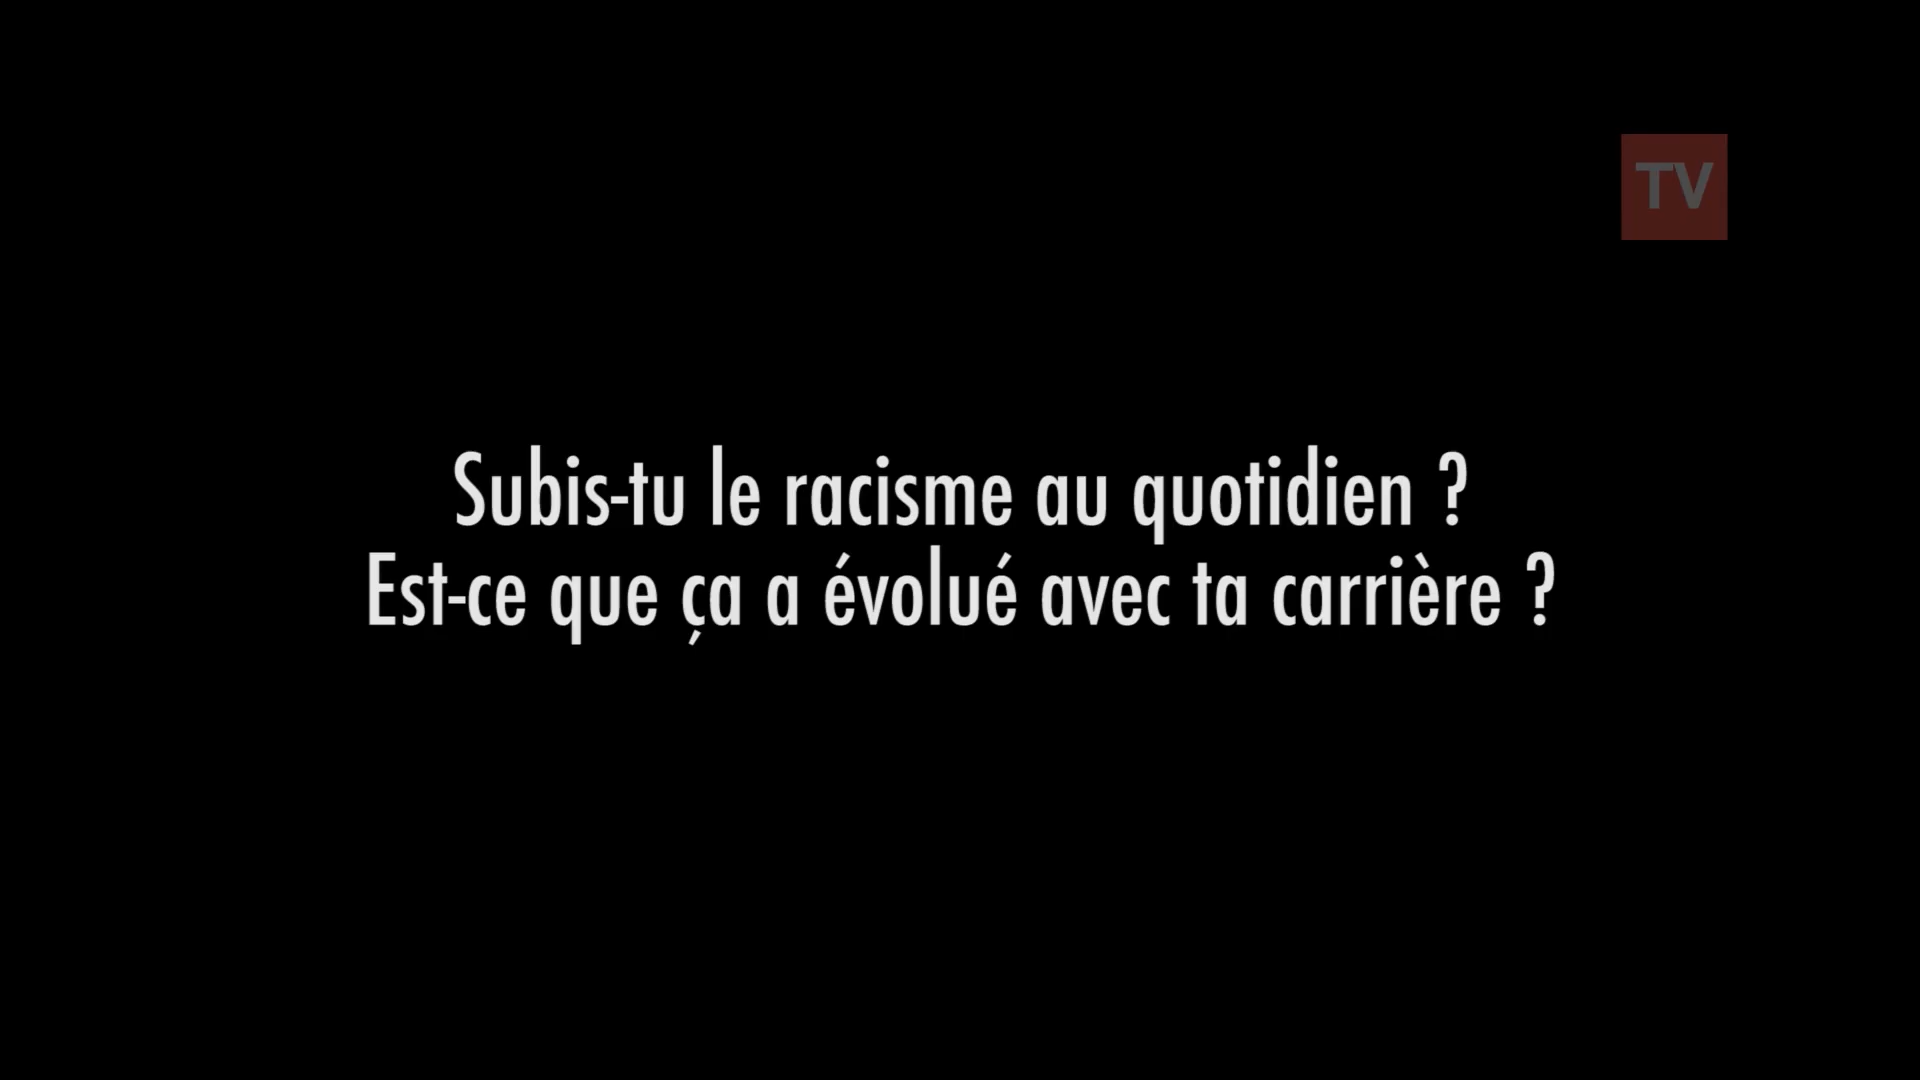 TV
Subis-tu le racisme au quotidien ?
Est-ce que ça a évolué avec ta carrière ?